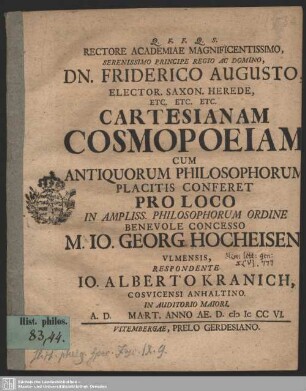 Q. F. F. Q. S.
RECTORE ACADEMIAE MAGNIFICENTISSIMO,
SERENISSIMO PRINCIPE REGIO AC DOMINO,
DN. FRIDERICO AUGUSTO
ELECTOR. SAXON. HEREDE,
ETC. ETC. ETC.
CARTESIANAM
COSMOPOEIAM
CUM
ANTIQUORUM PHILOSOPHORUM
PLACITIS CONFERET
PRO LOCO
IN AMPLISS. PHILOSOPHORUM ORDINE
BENEVOLE CONCESSO
M. IO. GEORG. HOCHEISEN
VLMENSIS,
RESPONDENTE
IO. ALBERTO KRANICH,
COSVICENSI ANHALTINO.
IN AUDITORIO MAIORI,
A. D. MART. ANNO AE. D. cIɔ Ic CC VI.
VITEMBERGAE, PRELO GERDESIANO.
Hist. philos.
83,44.